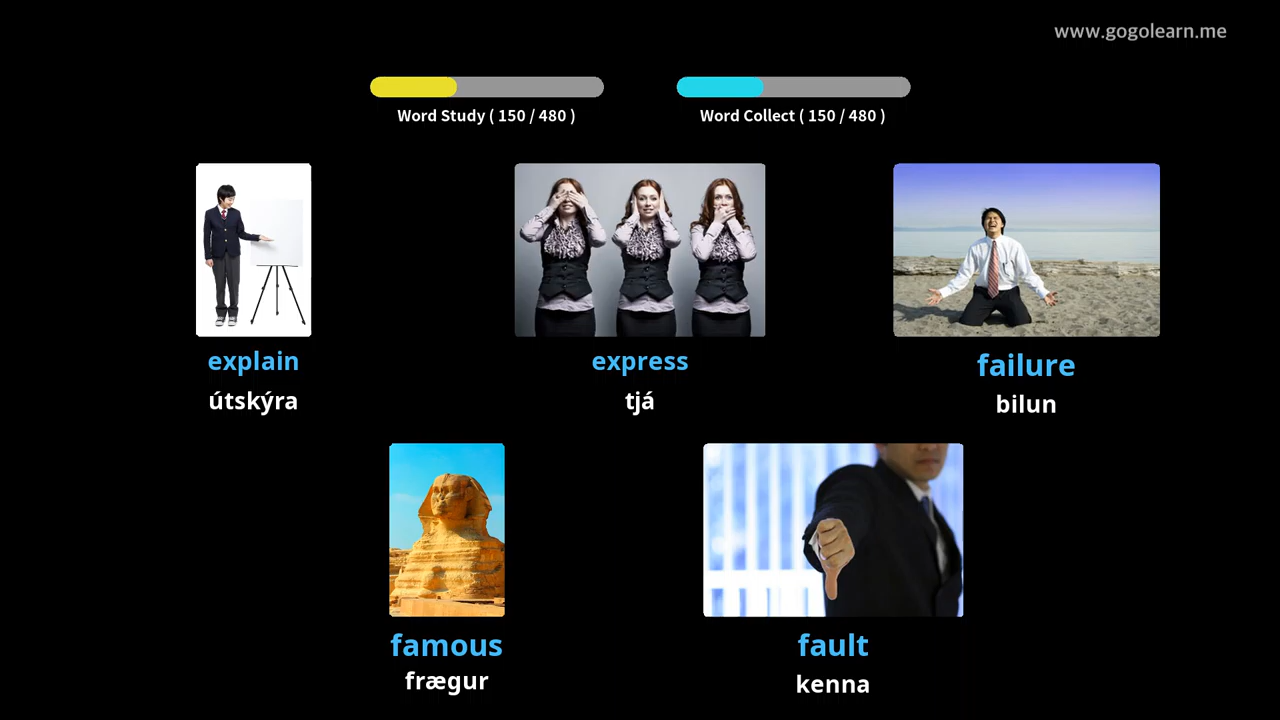 www.gogolearn.me
Word Study ( 150 / 480 )
Word Collect ( 150 / 480 )
explain
útskýra
express
tjá
failure
bilun
famous
frægur
fault
kenna